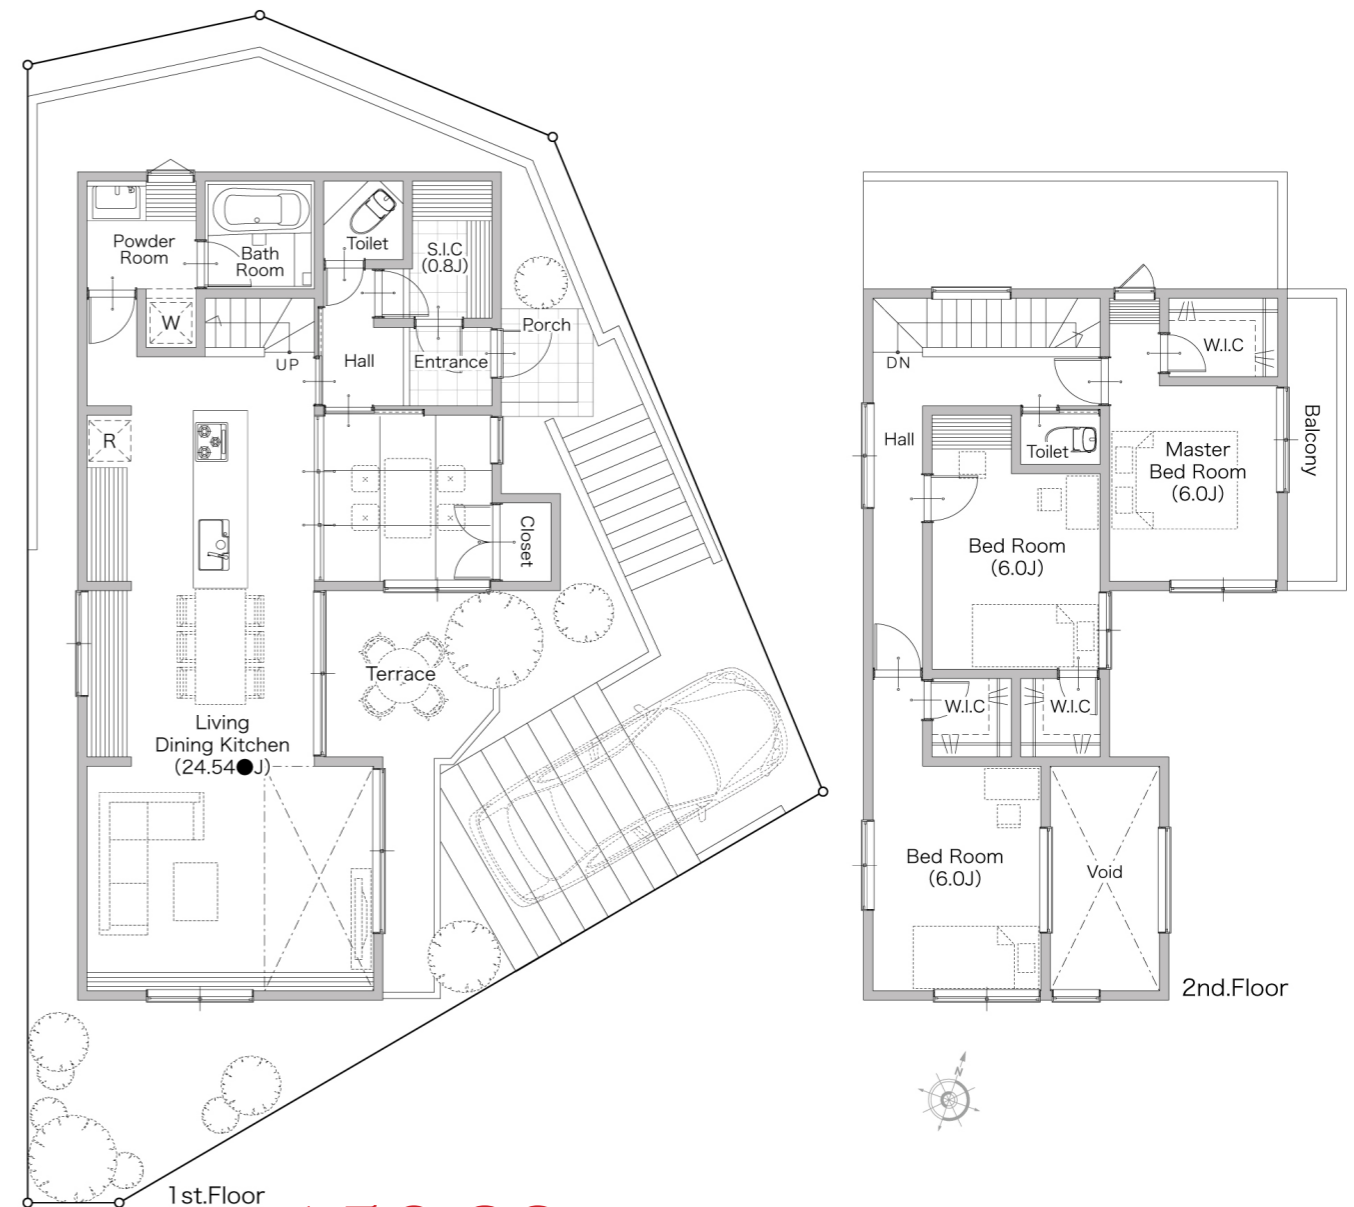 Powder
Room
Bath
Room
Toilet
S.I.C
(0.8J)
W
UP
Hall
Entrance
Porch
R
Closet
Terrace
Living
Dining Kitchen
(24.54●J)
1st.Floor
DN
W.I.C
Hall
Toilet
Master
Bed Room
(6.0J)
Balcony
Bed Room
(6.0J)
W.I.C
W.I.C
Bed Room
(6.0J)
Void
2nd.Floor
N